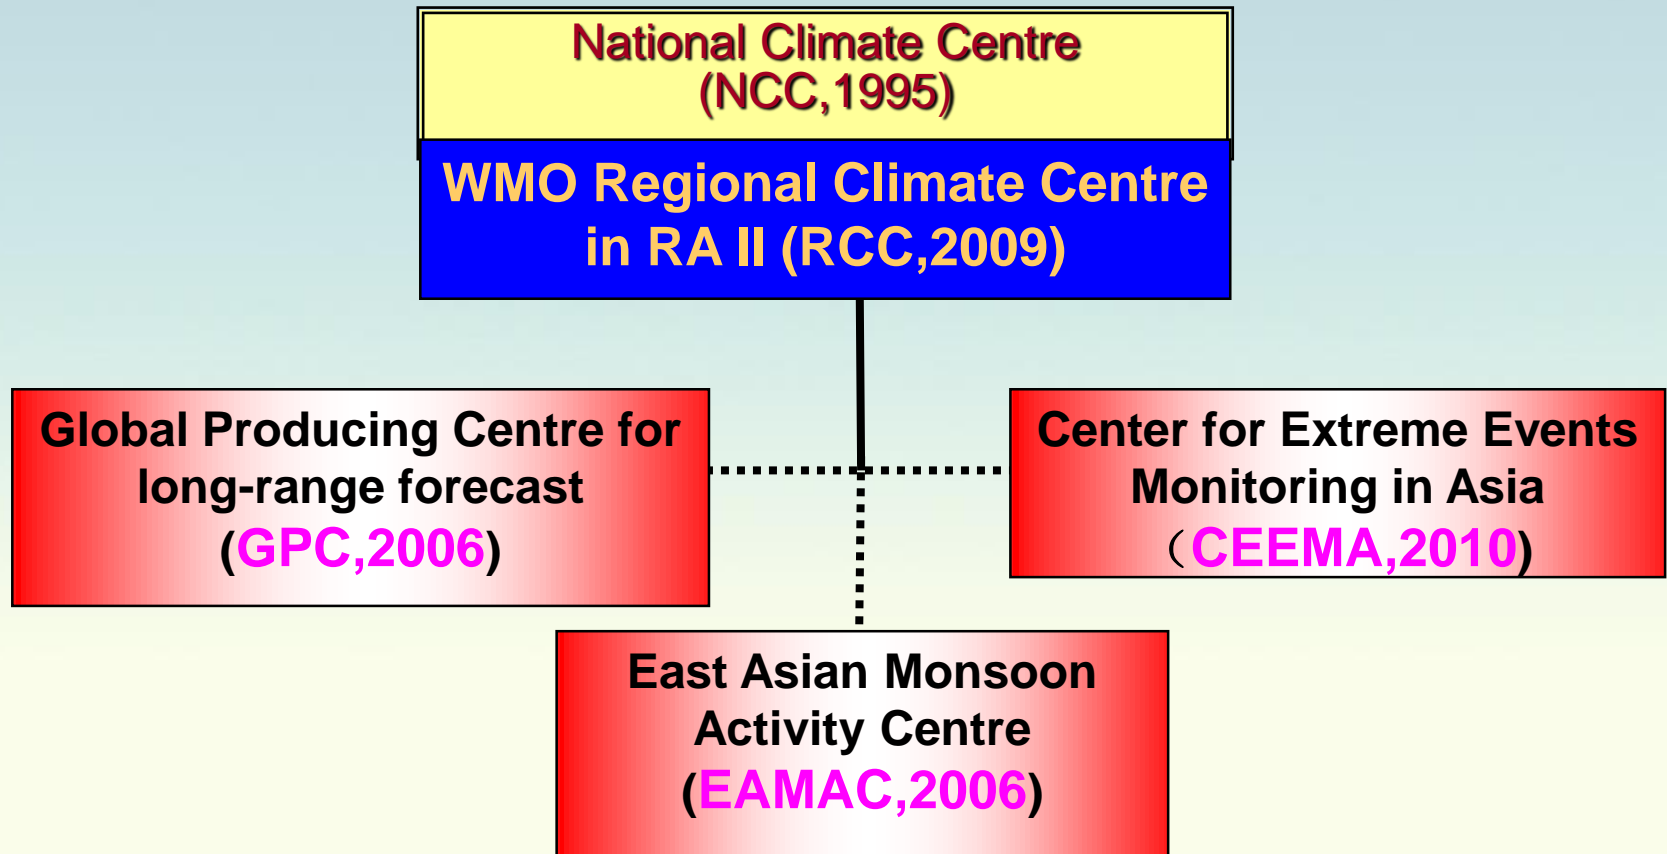 National Climate Centre
(NCC,1995)
WMO Regional Climate Centre
in RA II (RCC,2009)
Global Producing Centre for
long-range forecast
(GPC,2006)
Center for Extreme Events
Monitoring in Asia
（CEEMA,2010)
East Asian Monsoon
Activity Centre
(EAMAC,2006)